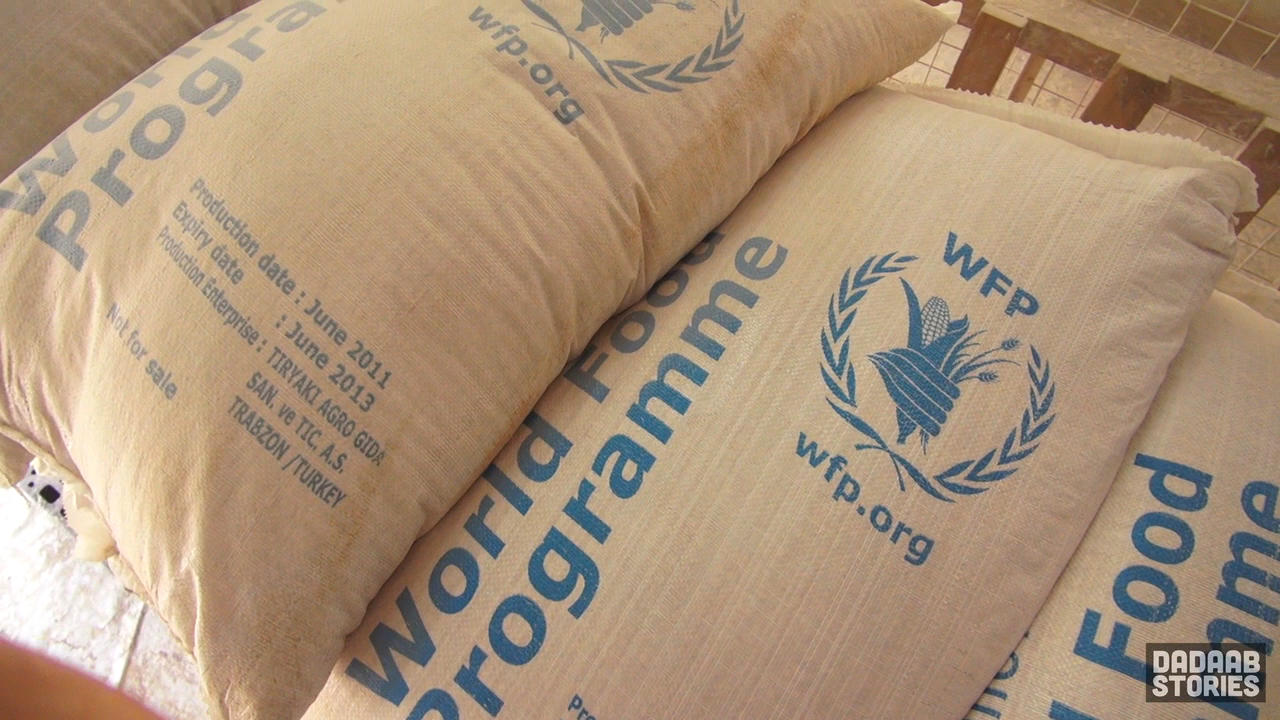 World
Programme
wfp.org
Production date : June 2011
Expiry date : June 2013
Production Enterprise : TIRYAKI AGRO GIDA
SAN. ve TIC. A.S.
TRABZON /TURKEY
Not for sale
World Food
Programme
WFP
wfp.org
Food
DADAAB
STORIES